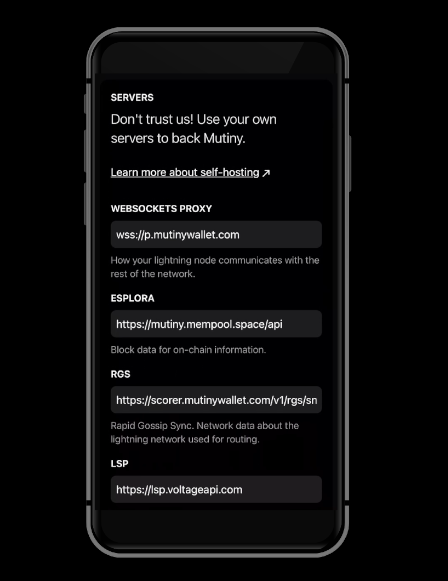 SERVERS
Don't trust us! Use your own
servers to back Mutiny.
Learn more about self-hosting ↗
WEBSOCKETS PROXY
wss://p.mutinywallet.com
How your lightning node communicates with the
rest of the network.
ESPLORA
https://mutiny.mempool.space/api
Block data for on-chain information.
RGS
https://scorer.mutinywallet.com/v1/rgs/sn
Rapid Gossip Sync. Network data about the
lightning network used for routing.
LSP
https://lsp.voltageapi.com